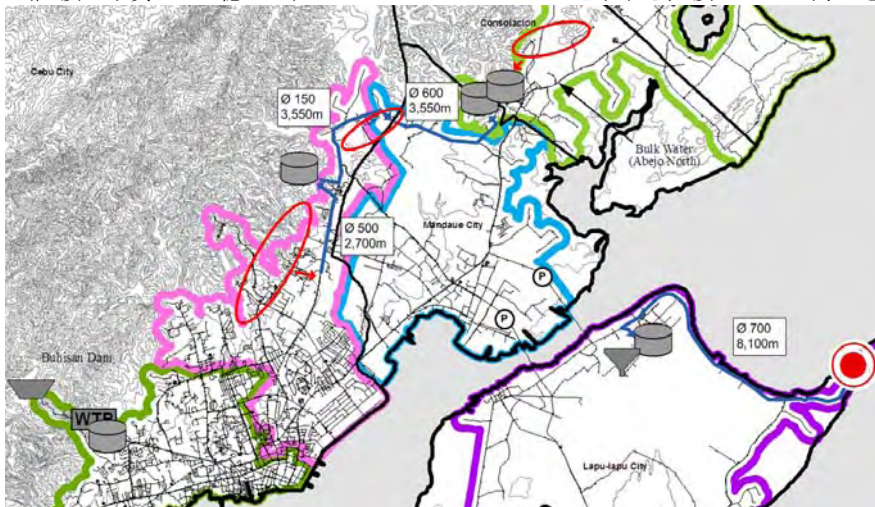 Consolacion
Cebu City
Ø 150
3,550m
Ø 600
3,550m
Bulk Water
(Abejo North)
Mandaue City
Ø 500
2,700m
P
P
Ø 700
8,100m
Buhisan Dam
WTP
Lapu-lapu City